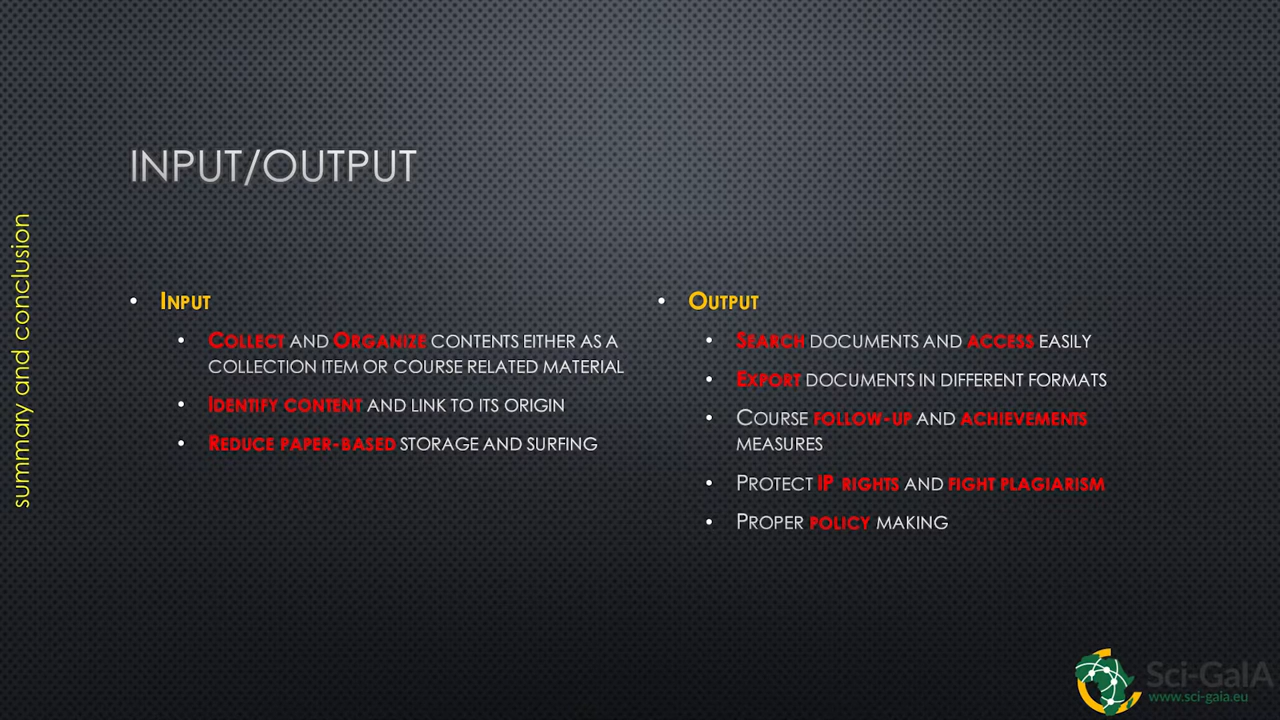 INPUT/OUTPUT
summary and conclusion
• INPUT
• COLLECT AND ORGANIZE CONTENTS EITHER AS A
COLLECTION ITEM OR COURSE RELATED MATERIAL
• IDENTIFY CONTENT AND LINK TO ITS ORIGIN
• REDUCE PAPER-BASED STORAGE AND SURFING
• OUTPUT
• SEARCH DOCUMENTS AND ACCESS EASILY
• EXPORT DOCUMENTS IN DIFFERENT FORMATS
• COURSE FOLLOW-UP AND ACHIEVEMENTS
MEASURES
• PROTECT IP RIGHTS AND FIGHT PLAGIARISM
• PROPER POLICY MAKING
Sci-GaIA
www.sci-gaia.eu